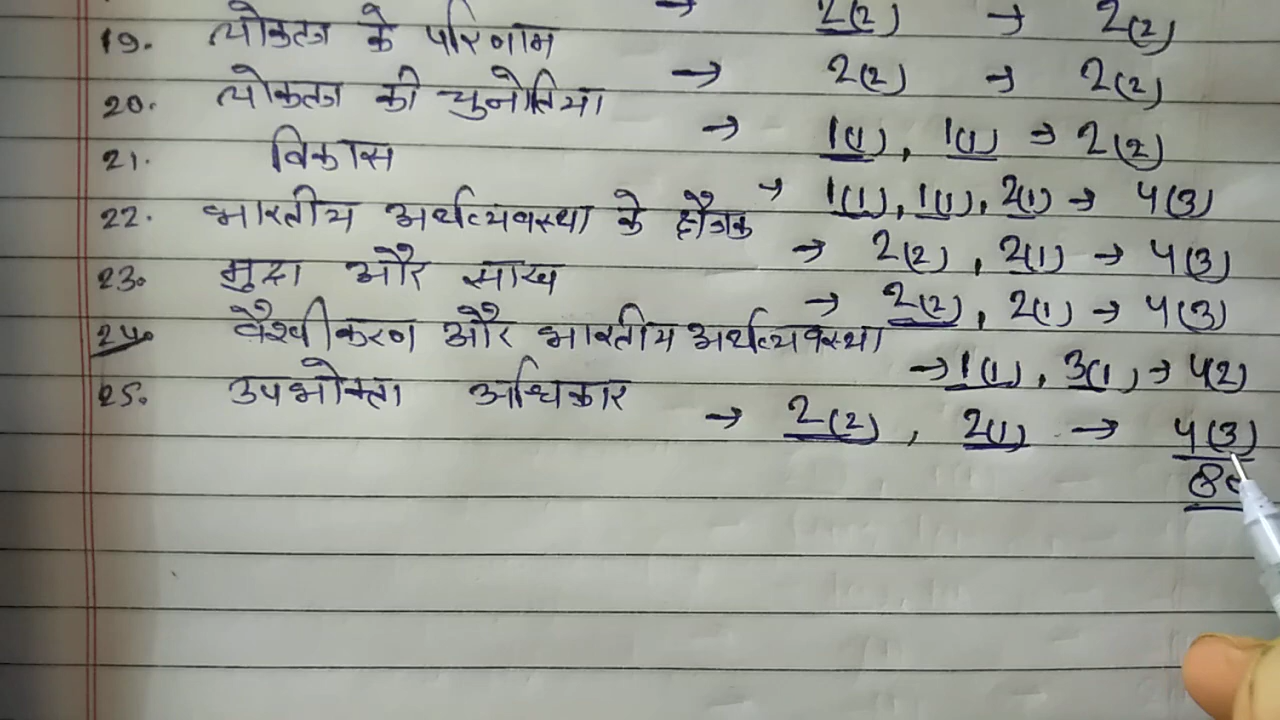 → 2(2) → 2(2)
19. लोकतंत्र के परिणाम → 2(2) → 2(2)
20. लोकतंत्र की चुनौतिया → 1(1), 1(1) → 2(2)
21. विकास → 1(1), 1(1), 2(1) → 4(3)
22. भारतीय अर्थव्यवस्था के क्षैत्रक → 2(2), 2(1) → 4(3)
23. मुद्रा और साख → 2(2), 2(1) → 4(3)
24. वैश्वीकरण और भारतीय अर्थव्यवस्था → 1(1), 3(1) → 4(2)
25. उपभोक्ता अधिकार → 2(2), 2(1) → 4(3)
80